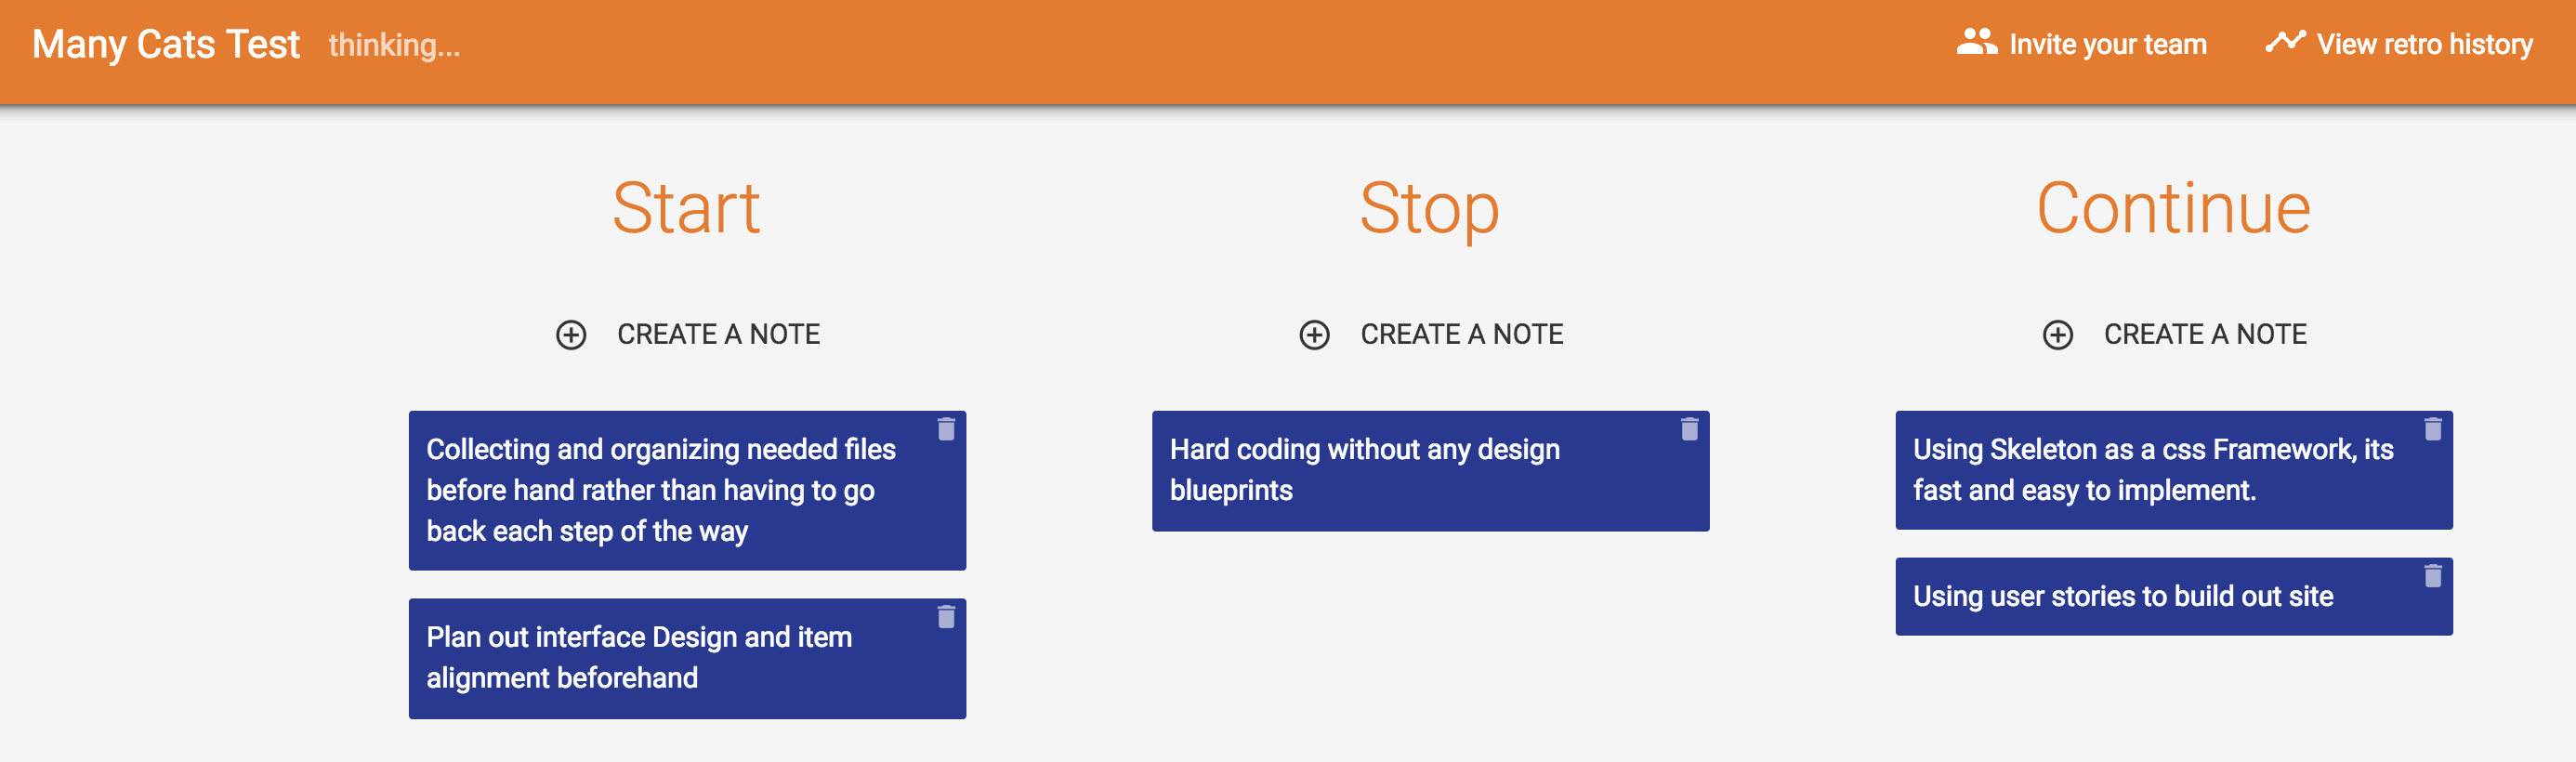 Many Cats Test thinking... Invite your team View retro history
Start Stop Continue
CREATE A NOTE CREATE A NOTE CREATE A NOTE
Collecting and organizing needed files
before hand rather than having to go
back each step of the way
Plan out interface Design and item
alignment beforehand
Hard coding without any design
blueprints
Using Skeleton as a css Framework, its
fast and easy to implement.
Using user stories to build out site